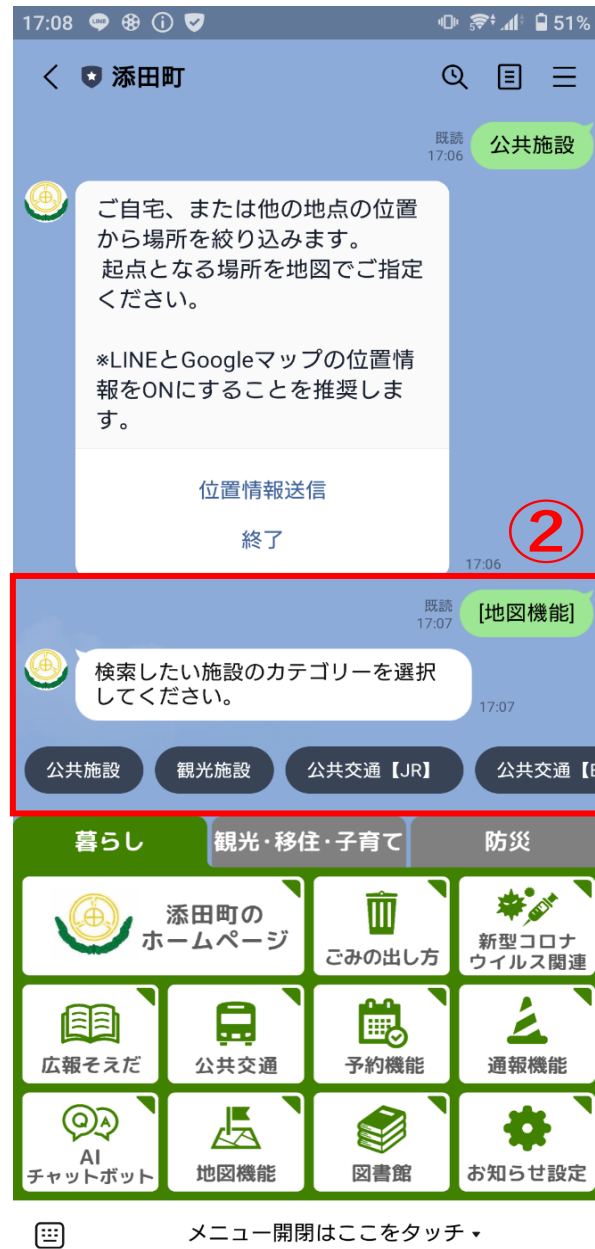 17:08
51%
添田町
既読
17:06
公共施設
ご自宅、または他の地点の位置
から場所を絞り込みます。
起点となる場所を地図でご指定
ください。
※LINEとGoogleマップの位置情
報をONにすることを推奨しま
す。
位置情報送信
終了
17:06
②
既読
17:07
[地図機能]
検索したい施設のカテゴリーを選択
してください。
17:07
公共施設 観光施設 公共交通【JR】 公共交通【
暮らし 観光・移住・子育て 防災
添田町の
ホームページ
ごみの出し方
新型コロナ
ウイルス関連
広報そえだ 公共交通 予約機能 通報機能
Q A
AI
チャットボット
地図機能 図書館 お知らせ設定
メニュー開閉はここをタッチ ▾